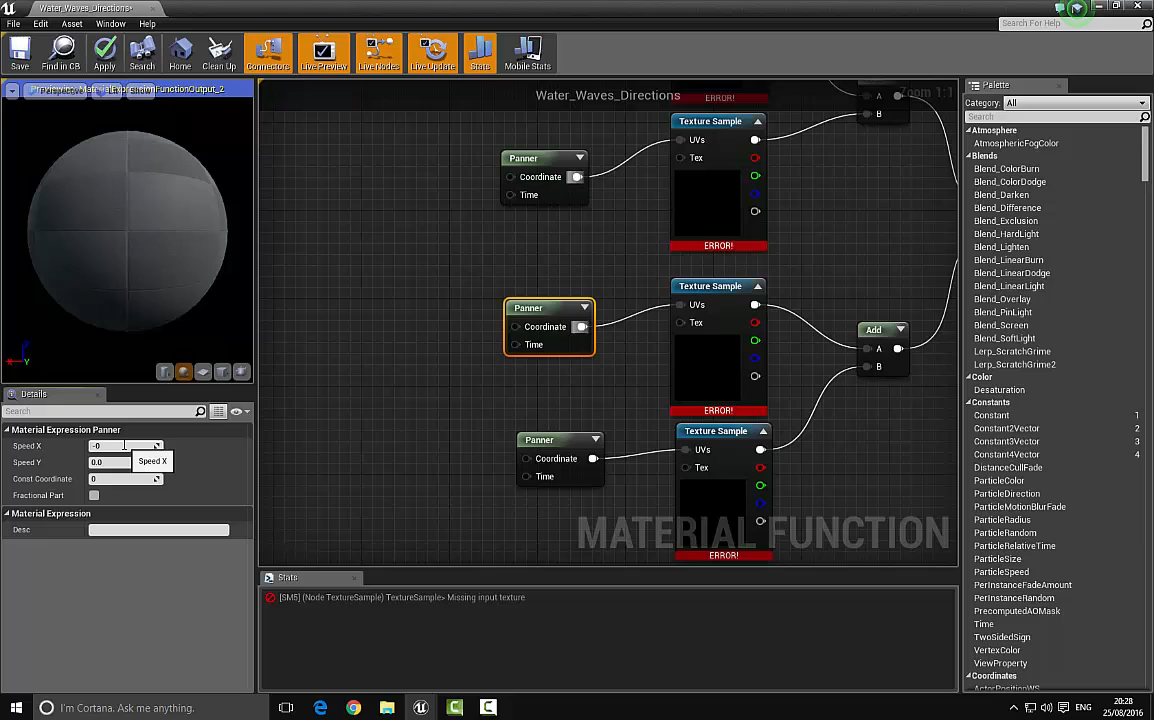 Water_Waves_Directions*
File
Edit
Asset
Window
Help
Search For Help
Save
Find in CB
Apply
Search
Home
Clean Up
Connectors
Live Preview
Live Nodes
Live Update
Stats
Mobile Stats
Previewing: MaterialExpressionFunctionOutput_2
Water_Waves_Directions
Zoom 1:1
ERROR!
A
B
Texture Sample
UVs
Tex
ERROR!
Panner
Coordinate
Time
Texture Sample
UVs
Tex
ERROR!
Panner
Coordinate
Time
Add
A
B
Texture Sample
UVs
Tex
ERROR!
Panner
Coordinate
Time
MATERIAL FUNCTION
Details
Search
Material Expression Panner
Speed X
-0
Speed Y
0.0
Speed X
Const Coordinate
0
Fractional Part
Material Expression
Desc
Stats
[SM5] (Node TextureSample) TextureSample> Missing input texture
Palette
Category:
All
Search
Atmosphere
AtmosphericFogColor
Blends
Blend_ColorBurn
Blend_ColorDodge
Blend_Darken
Blend_Difference
Blend_Exclusion
Blend_HardLight
Blend_Lighten
Blend_LinearBurn
Blend_LinearDodge
Blend_LinearLight
Blend_Overlay
Blend_PinLight
Blend_Screen
Blend_SoftLight
Lerp_ScratchGrime
Lerp_ScratchGrime2
Color
Desaturation
Constants
Constant 1
Constant2Vector 2
Constant3Vector 3
Constant4Vector 4
DistanceCullFade
ParticleColor
ParticleDirection
ParticleMotionBlurFade
ParticleRadius
ParticleRandom
ParticleRelativeTime
ParticleSize
ParticleSpeed
PerInstanceFadeAmount
PerInstanceRandom
PrecomputedAOMask
Time
TwoSidedSign
VertexColor
ViewProperty
Coordinates
ActorPositionWS
I'm Cortana. Ask me anything.
ENG
20:28
25/08/2016